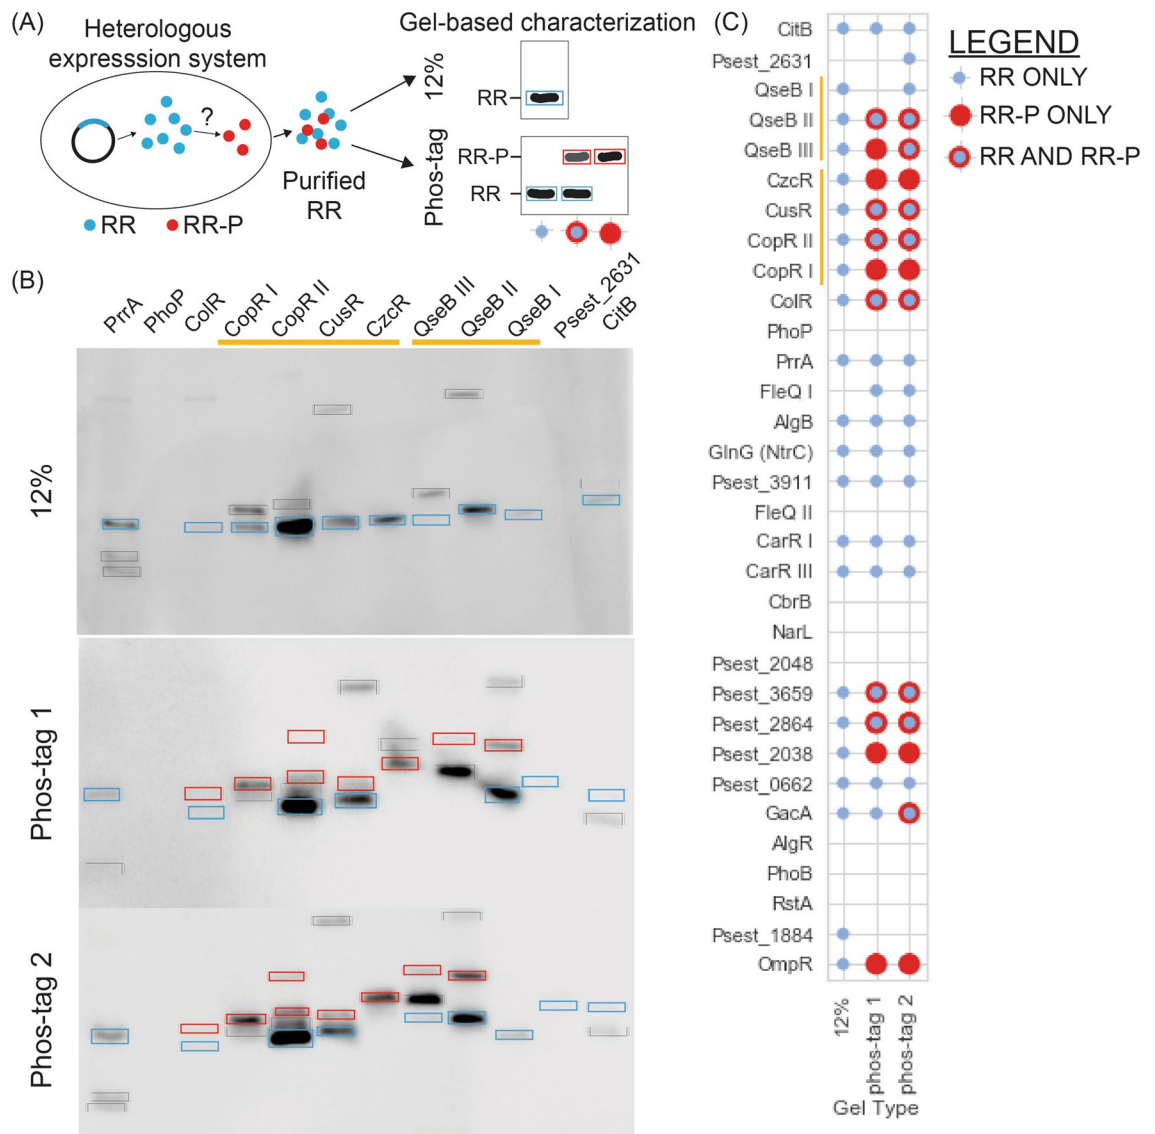 (A)
Heterologous
expresssion system
?
RR
RR-P
Purified
RR
Gel-based characterization
12%
RR
Phos-tag
RR-P
RR
(B)
PrrA
PhoP
ColR
CopR I
CopR II
CusR
CzcR
QseB III
QseB II
QseB I
Psest_2631
CitB
12%
Phos-tag 1
Phos-tag 2
(C)
CitB
Psest_2631
QseB I
QseB II
QseB III
CzcR
CusR
CopR II
CopR I
ColR
PhoP
PrrA
FleQ I
AlgB
GlnG (NtrC)
Psest_3911
FleQ II
CarR I
CarR III
CbrB
NarL
Psest_2048
Psest_3659
Psest_2864
Psest_2038
Psest_0662
GacA
AlgR
PhoB
RstA
Psest_1884
OmpR
12%
phos-tag 1
phos-tag 2
Gel Type
LEGEND
RR ONLY
RR-P ONLY
RR AND RR-P